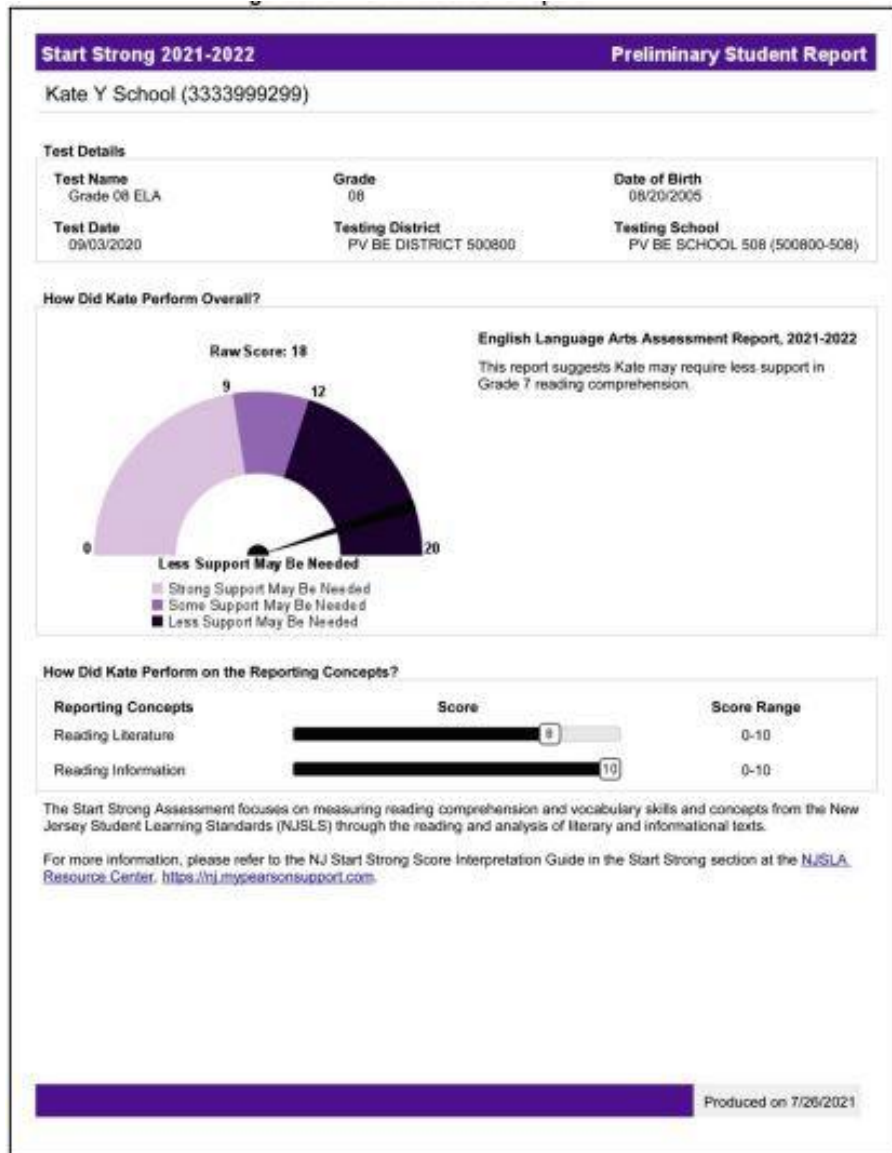 Start Strong 2021-2022 Preliminary Student Report
Kate Y School (3333999299)
Test Details
Test Name Grade Date of Birth
Grade 08 ELA 08 08/20/2005
Test Date Testing District Testing School
09/03/2020 PV BE DISTRICT 500800 PV BE SCHOOL 508 (500800-508)
How Did Kate Perform Overall?
Raw Score: 18
9 12
0 20
Less Support May Be Needed
Strong Support May Be Needed
Some Support May Be Needed
Less Support May Be Needed
English Language Arts Assessment Report, 2021-2022
This report suggests Kate may require less support in
Grade 7 reading comprehension.
How Did Kate Perform on the Reporting Concepts?
Reporting Concepts Score Score Range
Reading Literature 8 0-10
Reading Information 10 0-10
The Start Strong Assessment focuses on measuring reading comprehension and vocabulary skills and concepts from the New
Jersey Student Learning Standards (NJSLS) through the reading and analysis of literary and informational texts.
For more information, please refer to the NJ Start Strong Score Interpretation Guide in the Start Strong section at the NJSLA
Resource Center, https://nj.mypearsonsupport.com.
Produced on 7/26/2021